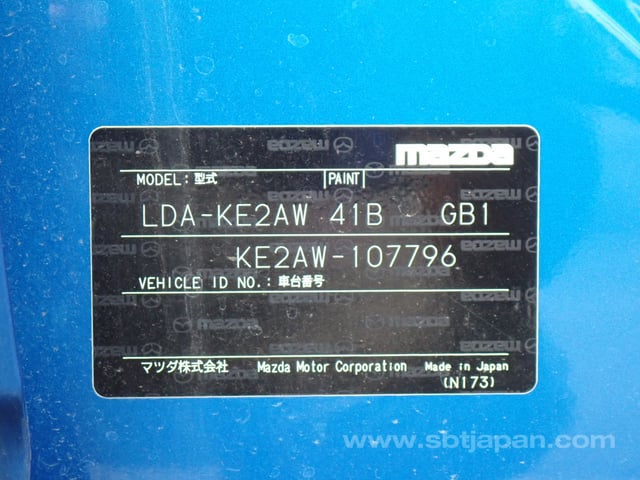 mazda
MODEL: 型式 PAINT
LDA-KE2AW 41B GB1
KE2AW-107796
VEHICLE ID NO.: 車台番号
マツダ株式会社 Mazda Motor Corporation Made in Japan
(N173)
www.sbtjapan.com